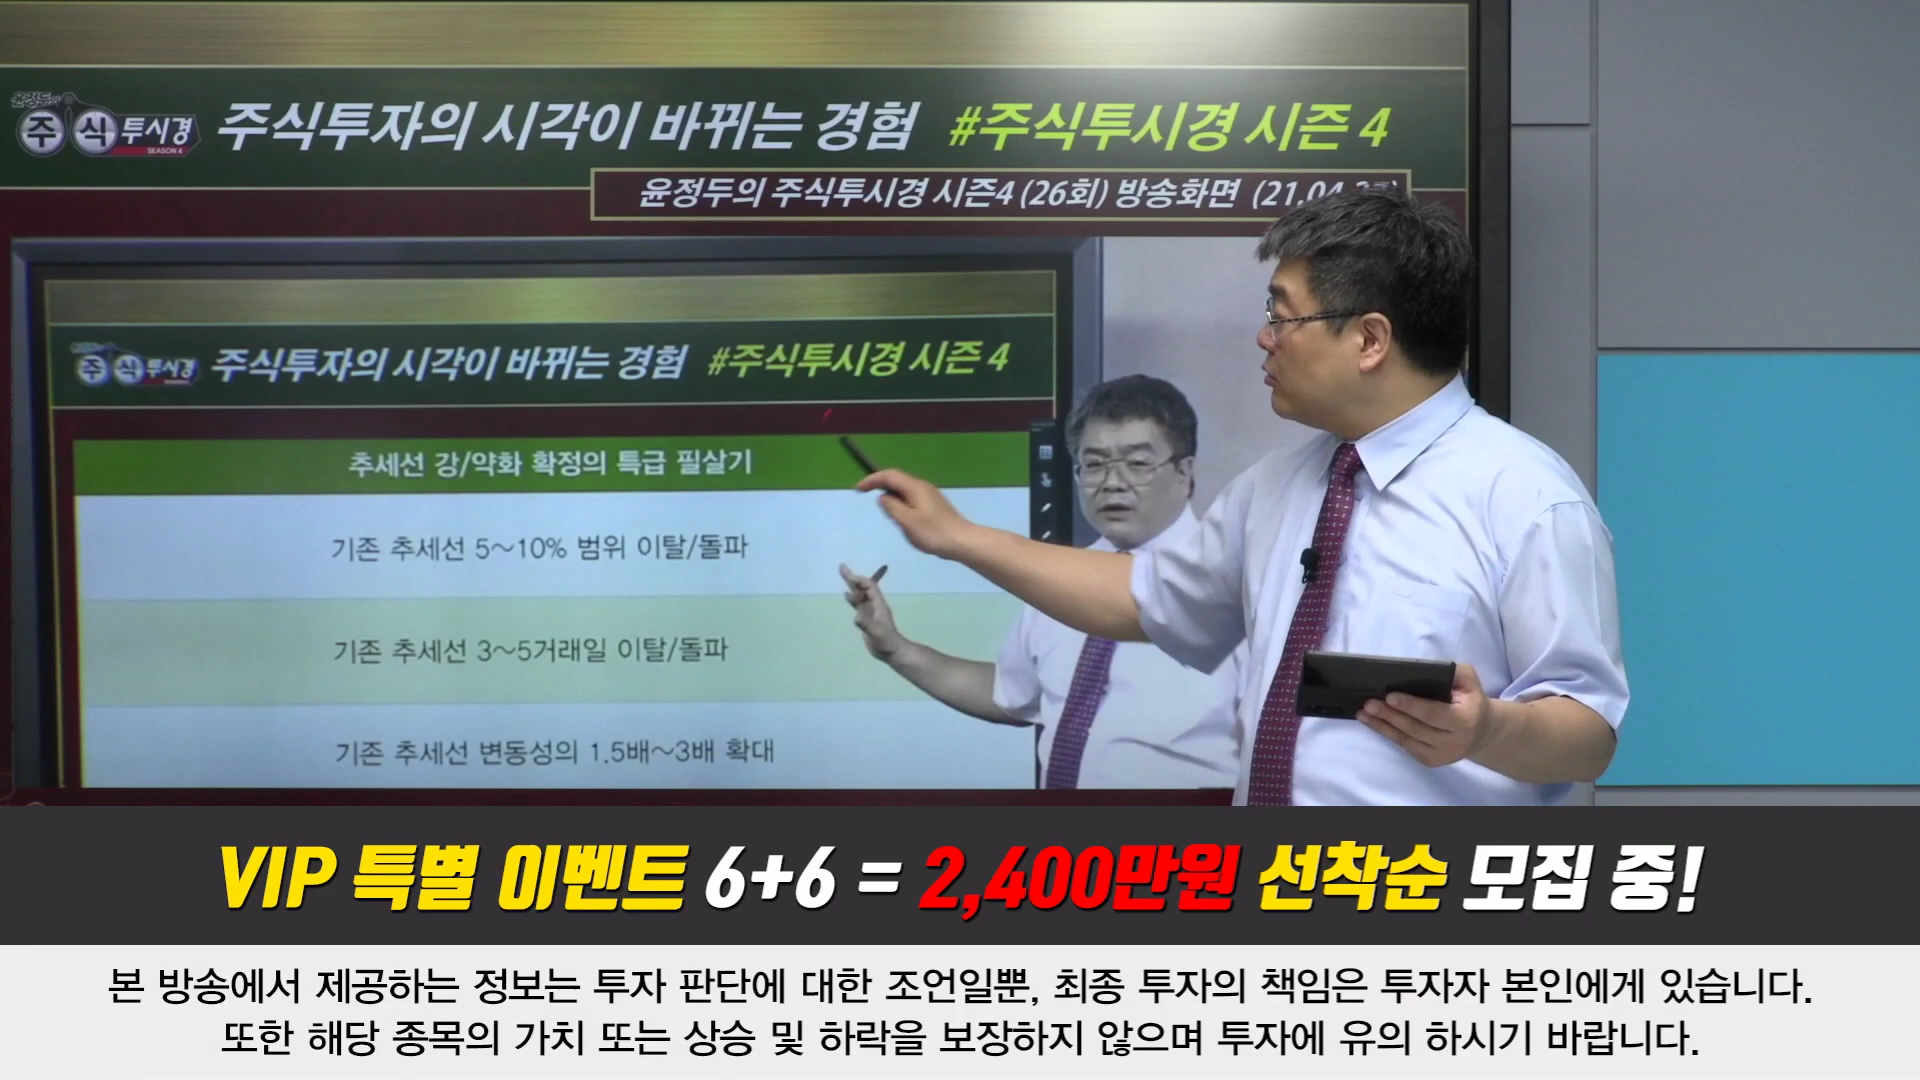 윤정두의
주식투시경
SEASON 4
주식투자의 시각이 바뀌는 경험 #주식투시경 시즌 4
윤정두의 주식투시경 시즌4 (26회) 방송화면 (21.04
주식투시경
주식투자의 시각이 바뀌는 경험 #주식투시경 시즌 4
추세선 강/약화 확정의 특급 필살기
기존 추세선 5~10% 범위 이탈/돌파
기존 추세선 3~5거래일 이탈/돌파
기존 추세선 변동성의 1.5배~3배 확대
VIP 특별 이벤트 6+6 = 2,400만원 선착순 모집 중!
본 방송에서 제공하는 정보는 투자 판단에 대한 조언일뿐, 최종 투자의 책임은 투자자 본인에게 있습니다.
또한 해당 종목의 가치 또는 상승 및 하락을 보장하지 않으며 투자에 유의 하시기 바랍니다.